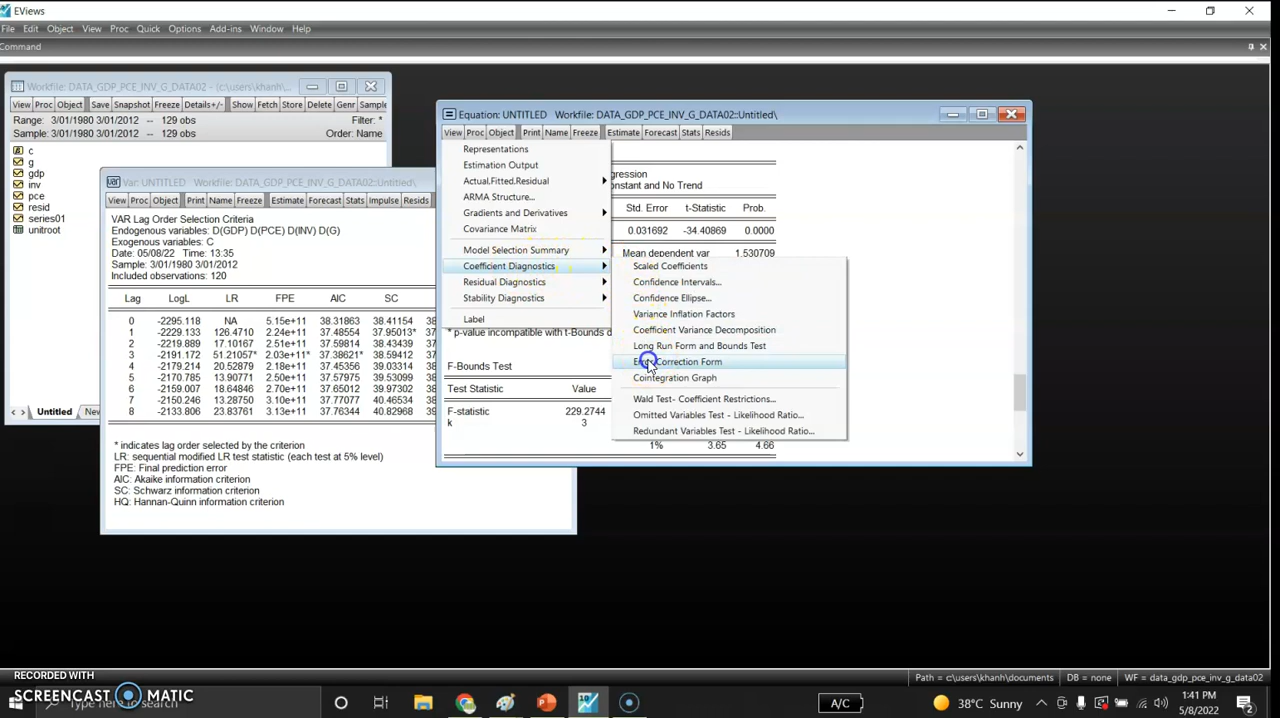 EViews
File Edit Object View Proc Quick Options Add-ins Window Help
Command
Workfile: DATA_GDP_PCE_INV_G_DATA02 - (c:\users\khanh\...
View Proc Object Save Snapshot Freeze Details+/- Show Fetch Store Delete Genr Sample
Range: 3/01/1980 3/01/2012 -- 129 obs Filter: *
Sample: 3/01/1980 3/01/2012 -- 129 obs Order: Name
c
g
gdp
inv
pce
resid
series01
unitroot
Untitled New
Var: UNTITLED Workfile: DATA_GDP_PCE_INV_G_DATA02::Untitled\
View Proc Object Print Name Freeze Estimate Forecast Stats Impulse Resids
VAR Lag Order Selection Criteria
Endogenous variables: D(GDP) D(PCE) D(INV) D(G)
Exogenous variables: C
Date: 05/08/22 Time: 13:35
Sample: 3/01/1980 3/01/2012
Included observations: 120
Lag LogL LR FPE AIC SC
0 -2295.118 NA 5.15e+11 38.31863 38.41154 38.
1 -2229.133 126.4710 2.24e+11 37.48554 37.95013* 37.
2 -2219.889 17.10167 2.51e+11 37.59815 38.43439 37.
3 -2191.172 51.21057* 2.03e+11* 37.38621* 38.59412 37.
4 -2179.214 20.52879 2.18e+11 37.45356 39.03314 38.
5 -2170.785 13.90771 2.50e+11 37.57975 39.53099 38.
6 -2159.007 18.64846 2.70e+11 37.65012 39.97302 38.
7 -2150.439 13.04094 3.10e+11 37.77077 40.46534 38.
8 -2133.806 23.83761 3.13e+11 37.76344 40.82968 39.
* indicates lag order selected by the criterion
LR: sequential modified LR test statistic (each test at 5% level)
FPE: Final prediction error
AIC: Akaike information criterion
SC: Schwarz information criterion
HQ: Hannan-Quinn information criterion
Equation: UNTITLED Workfile: DATA_GDP_PCE_INV_G_DATA02::Untitled\
View Proc Object Print Name Freeze Estimate Forecast Stats Resids
Representations
Estimation Output
Actual,Fitted,Residual
ARMA Structure...
Gradients and Derivatives
Covariance Matrix
Model Selection Summary
Coefficient Diagnostics
Residual Diagnostics
Stability Diagnostics
Label
gression
onstant and No Trend
Std. Error t-Statistic Prob.
0.031692 -34.40869 0.0000
Mean dependent var 1.530709
Scaled Coefficients
Confidence Intervals...
Confidence Ellipse...
Variance Inflation Factors
Coefficient Variance Decomposition
Long Run Form and Bounds Test
Error Correction Form
Cointegration Graph
Wald Test- Coefficient Restrictions...
Omitted Variables Test - Likelihood Ratio...
Redundant Variables Test - Likelihood Ratio...
* p-value incompatible with t-Bounds d
F-Bounds Test
Test Statistic Value
F-statistic 229.2744
k 3
1% 3.65 4.66
Path = c:\users\khanh\documents DB = none WF = data_gdp_pce_inv_g_data02
RECORDED WITH
SCREENCAST MATIC
Type here to search
A/C
38°C Sunny
1:41 PM
5/8/2022
2